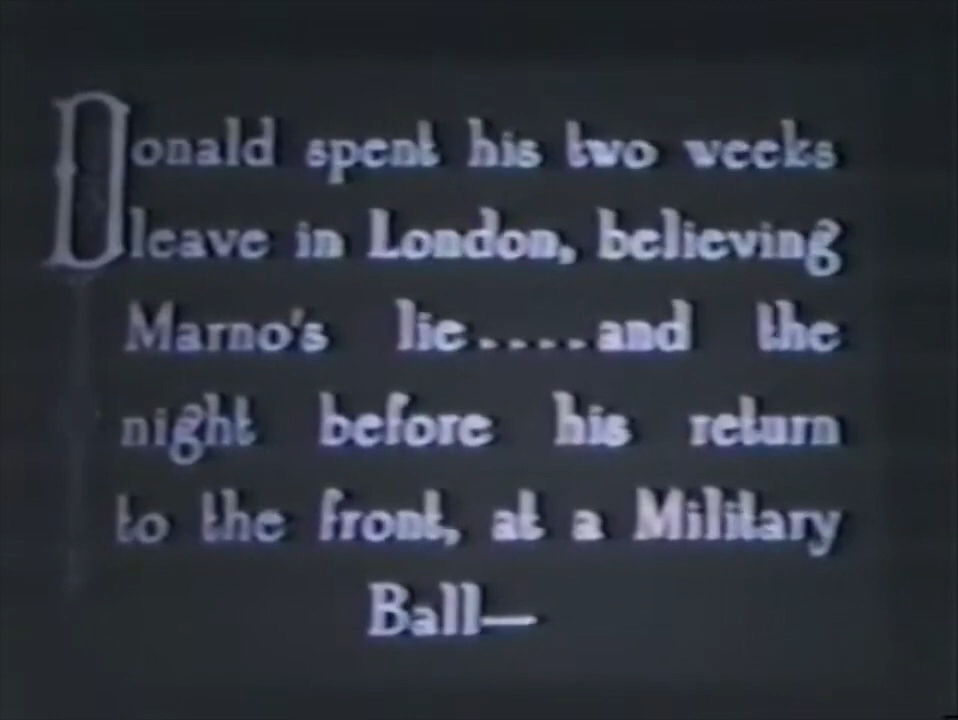 Donald spent his two weeks
leave in London, believing
Marno's lie.....and the
night before his return
to the front, at a Military
Ball—